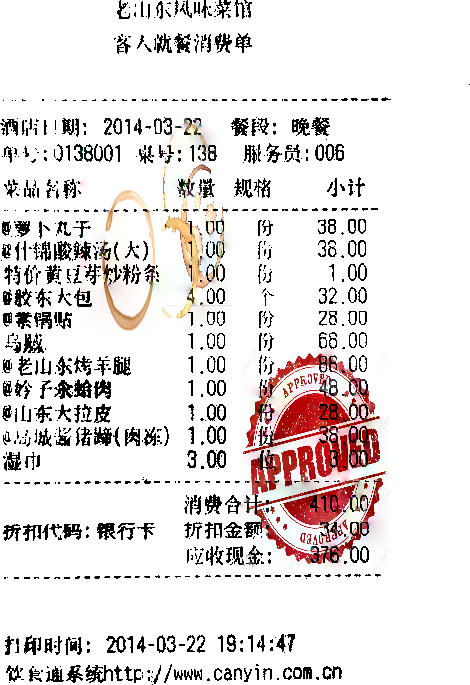 老山东风味菜馆
客人就餐消费单
酒店日期: 2014-03-22 餐段: 晚餐
单号:0138001 桌号: 138 服务员:006
菜品名称 数量 规格 小计
@萝卜丸子 1.00 份 38.00
@什锦酸辣汤(大) 1.00 份 38.00
特价黄豆芽炒粉条 1.00 份 1.00
@胶东大包 4.00 个 32.00
@素锅贴 1.00 份 28.00
乌贼 1.00 份 68.00
@老山东烤羊腿 1.00 份 88.00
@蛉子汆蛤肉 1.00 份 48.00
@山东大拉皮 1.00 份 28.00
@禹城酱猪蹄(肉冻) 1.00 份 38.00
湿巾 3.00 位 3.00
APPROVED
APPROVED
APPROVED
消费合计: 410.00
折扣代码: 银行卡 折扣金额: 34.00
应收现金: 376.00
打印时间: 2014-03-22 19:14:47
饮食通系统http://www.canyin.com.cn